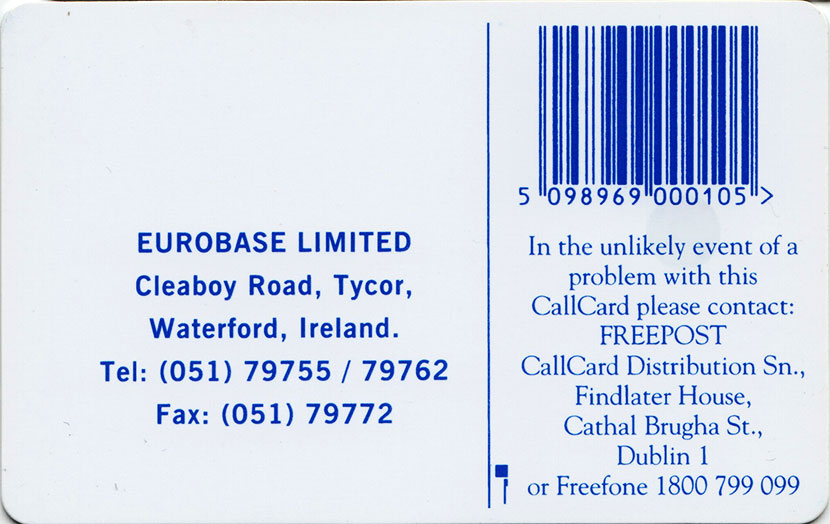 EUROBASE LIMITED
Cleaboy Road, Tycor,
Waterford, Ireland.
Tel: (051) 79755 / 79762
Fax: (051) 79772
5 098969 000105 >
In the unlikely event of a
problem with this
CallCard please contact:
FREEPOST
CallCard Distribution Sn.,
Findlater House,
Cathal Brugha St.,
Dublin 1
or Freefone 1800 799 099